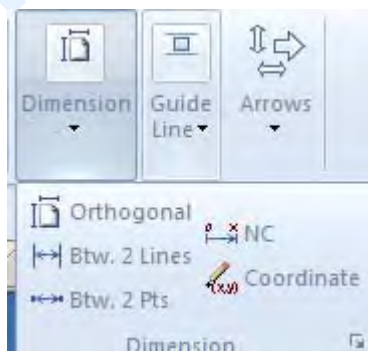 Dimension
Guide
Line
Arrows
Orthogonal
NC
Btw. 2 Lines
Coordinate
(x,y)
Btw. 2 Pts
Dimension